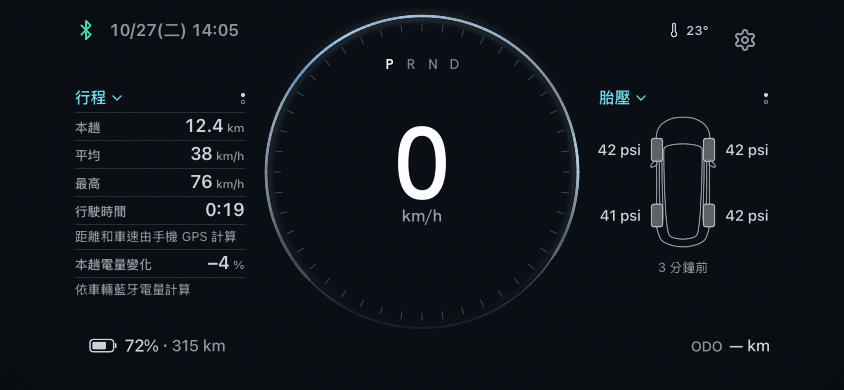 10/27(二) 14:05
23°
P R N D
行程
本趟 12.4 km
平均 38 km/h
最高 76 km/h
行駛時間 0:19
距離和車速由手機 GPS 計算
本趟電量變化 –4 %
依車輛藍牙電量計算
0
km/h
胎壓
42 psi 42 psi
41 psi 42 psi
3 分鐘前
72% · 315 km
ODO — km